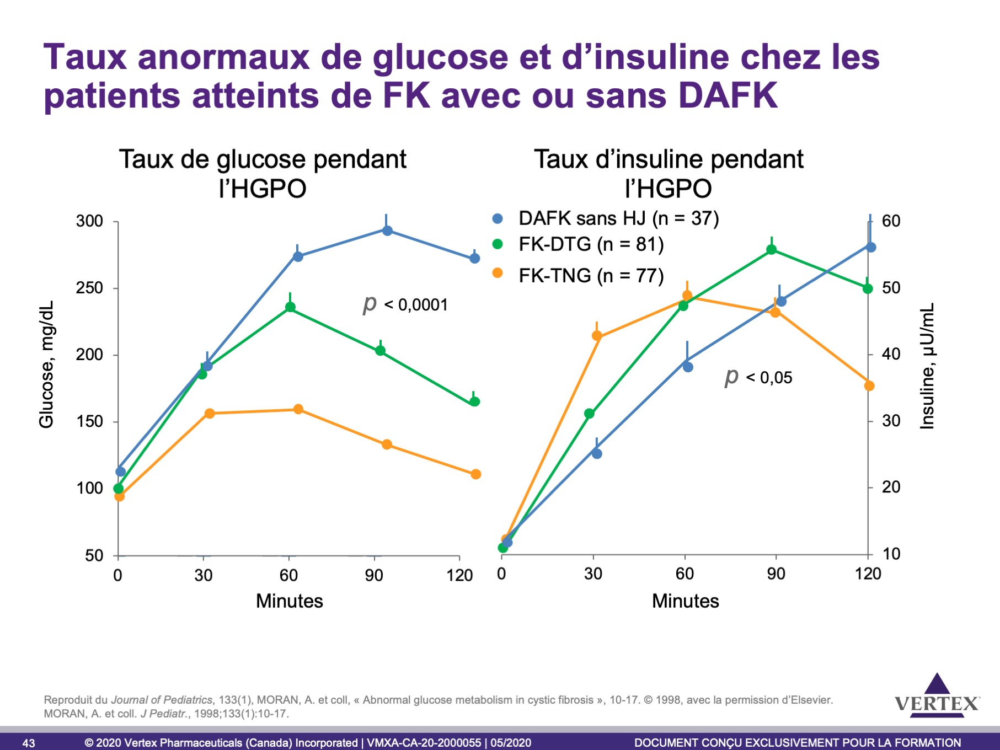 Taux anormaux de glucose et d’insuline chez les
patients atteints de FK avec ou sans DAFK
Taux de glucose pendant
l’HGPO
300
250
200
150
100
50
Glucose, mg/dL
p < 0,0001
0 30 60 90 120
Minutes
Taux d’insuline pendant
l’HGPO
DAFK sans HJ (n = 37)
FK-DTG (n = 81)
FK-TNG (n = 77)
p < 0,05
60
50
40
30
20
10
Insuline, µU/mL
0 30 60 90 120
Minutes
Reproduit du Journal of Pediatrics, 133(1), MORAN, A. et coll, « Abnormal glucose metabolism in cystic fibrosis », 10-17. © 1998, avec la permission d’Elsevier.
MORAN, A. et coll. J Pediatr., 1998;133(1):10-17.
VERTEX
43 © 2020 Vertex Pharmaceuticals (Canada) Incorporated | VMXA-CA-20-2000055 | 05/2020 DOCUMENT CONÇU EXCLUSIVEMENT POUR LA FORMATION